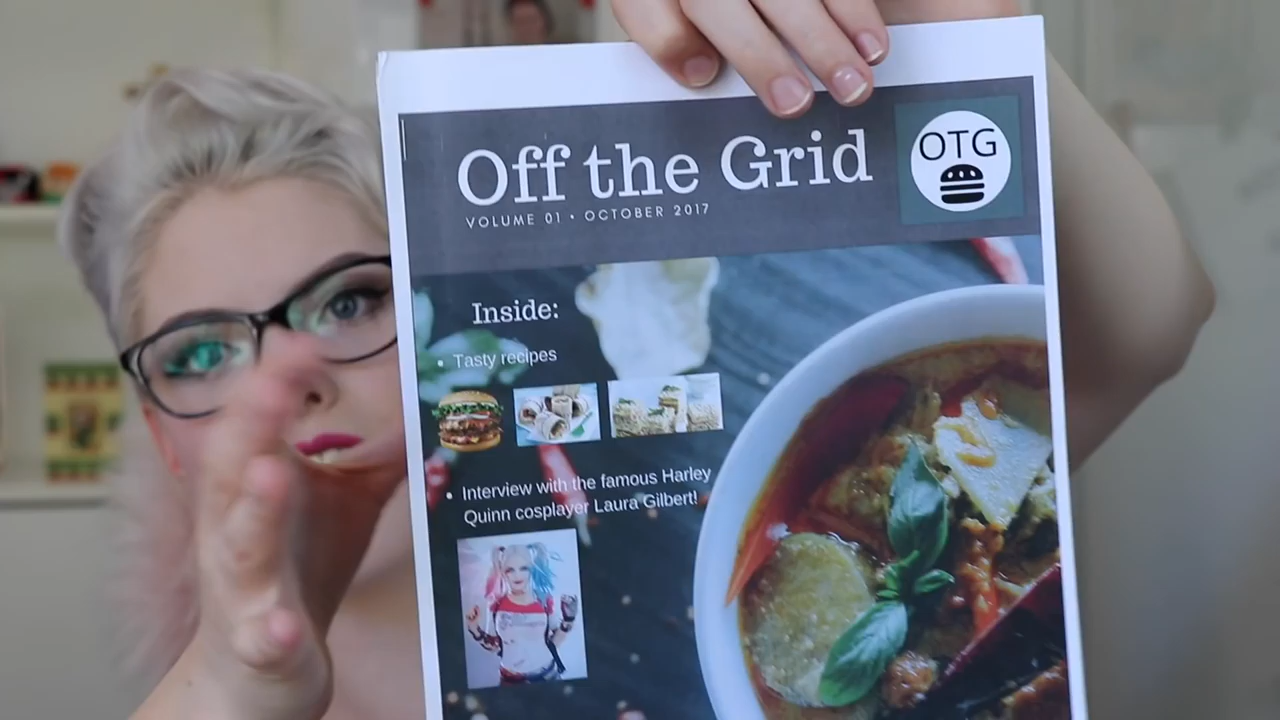 Off the Grid
OTG
VOLUME 01 • OCTOBER 2017
Inside:
• Tasty recipes
• Interview with the famous Harley
Quinn cosplayer Laura Gilbert!